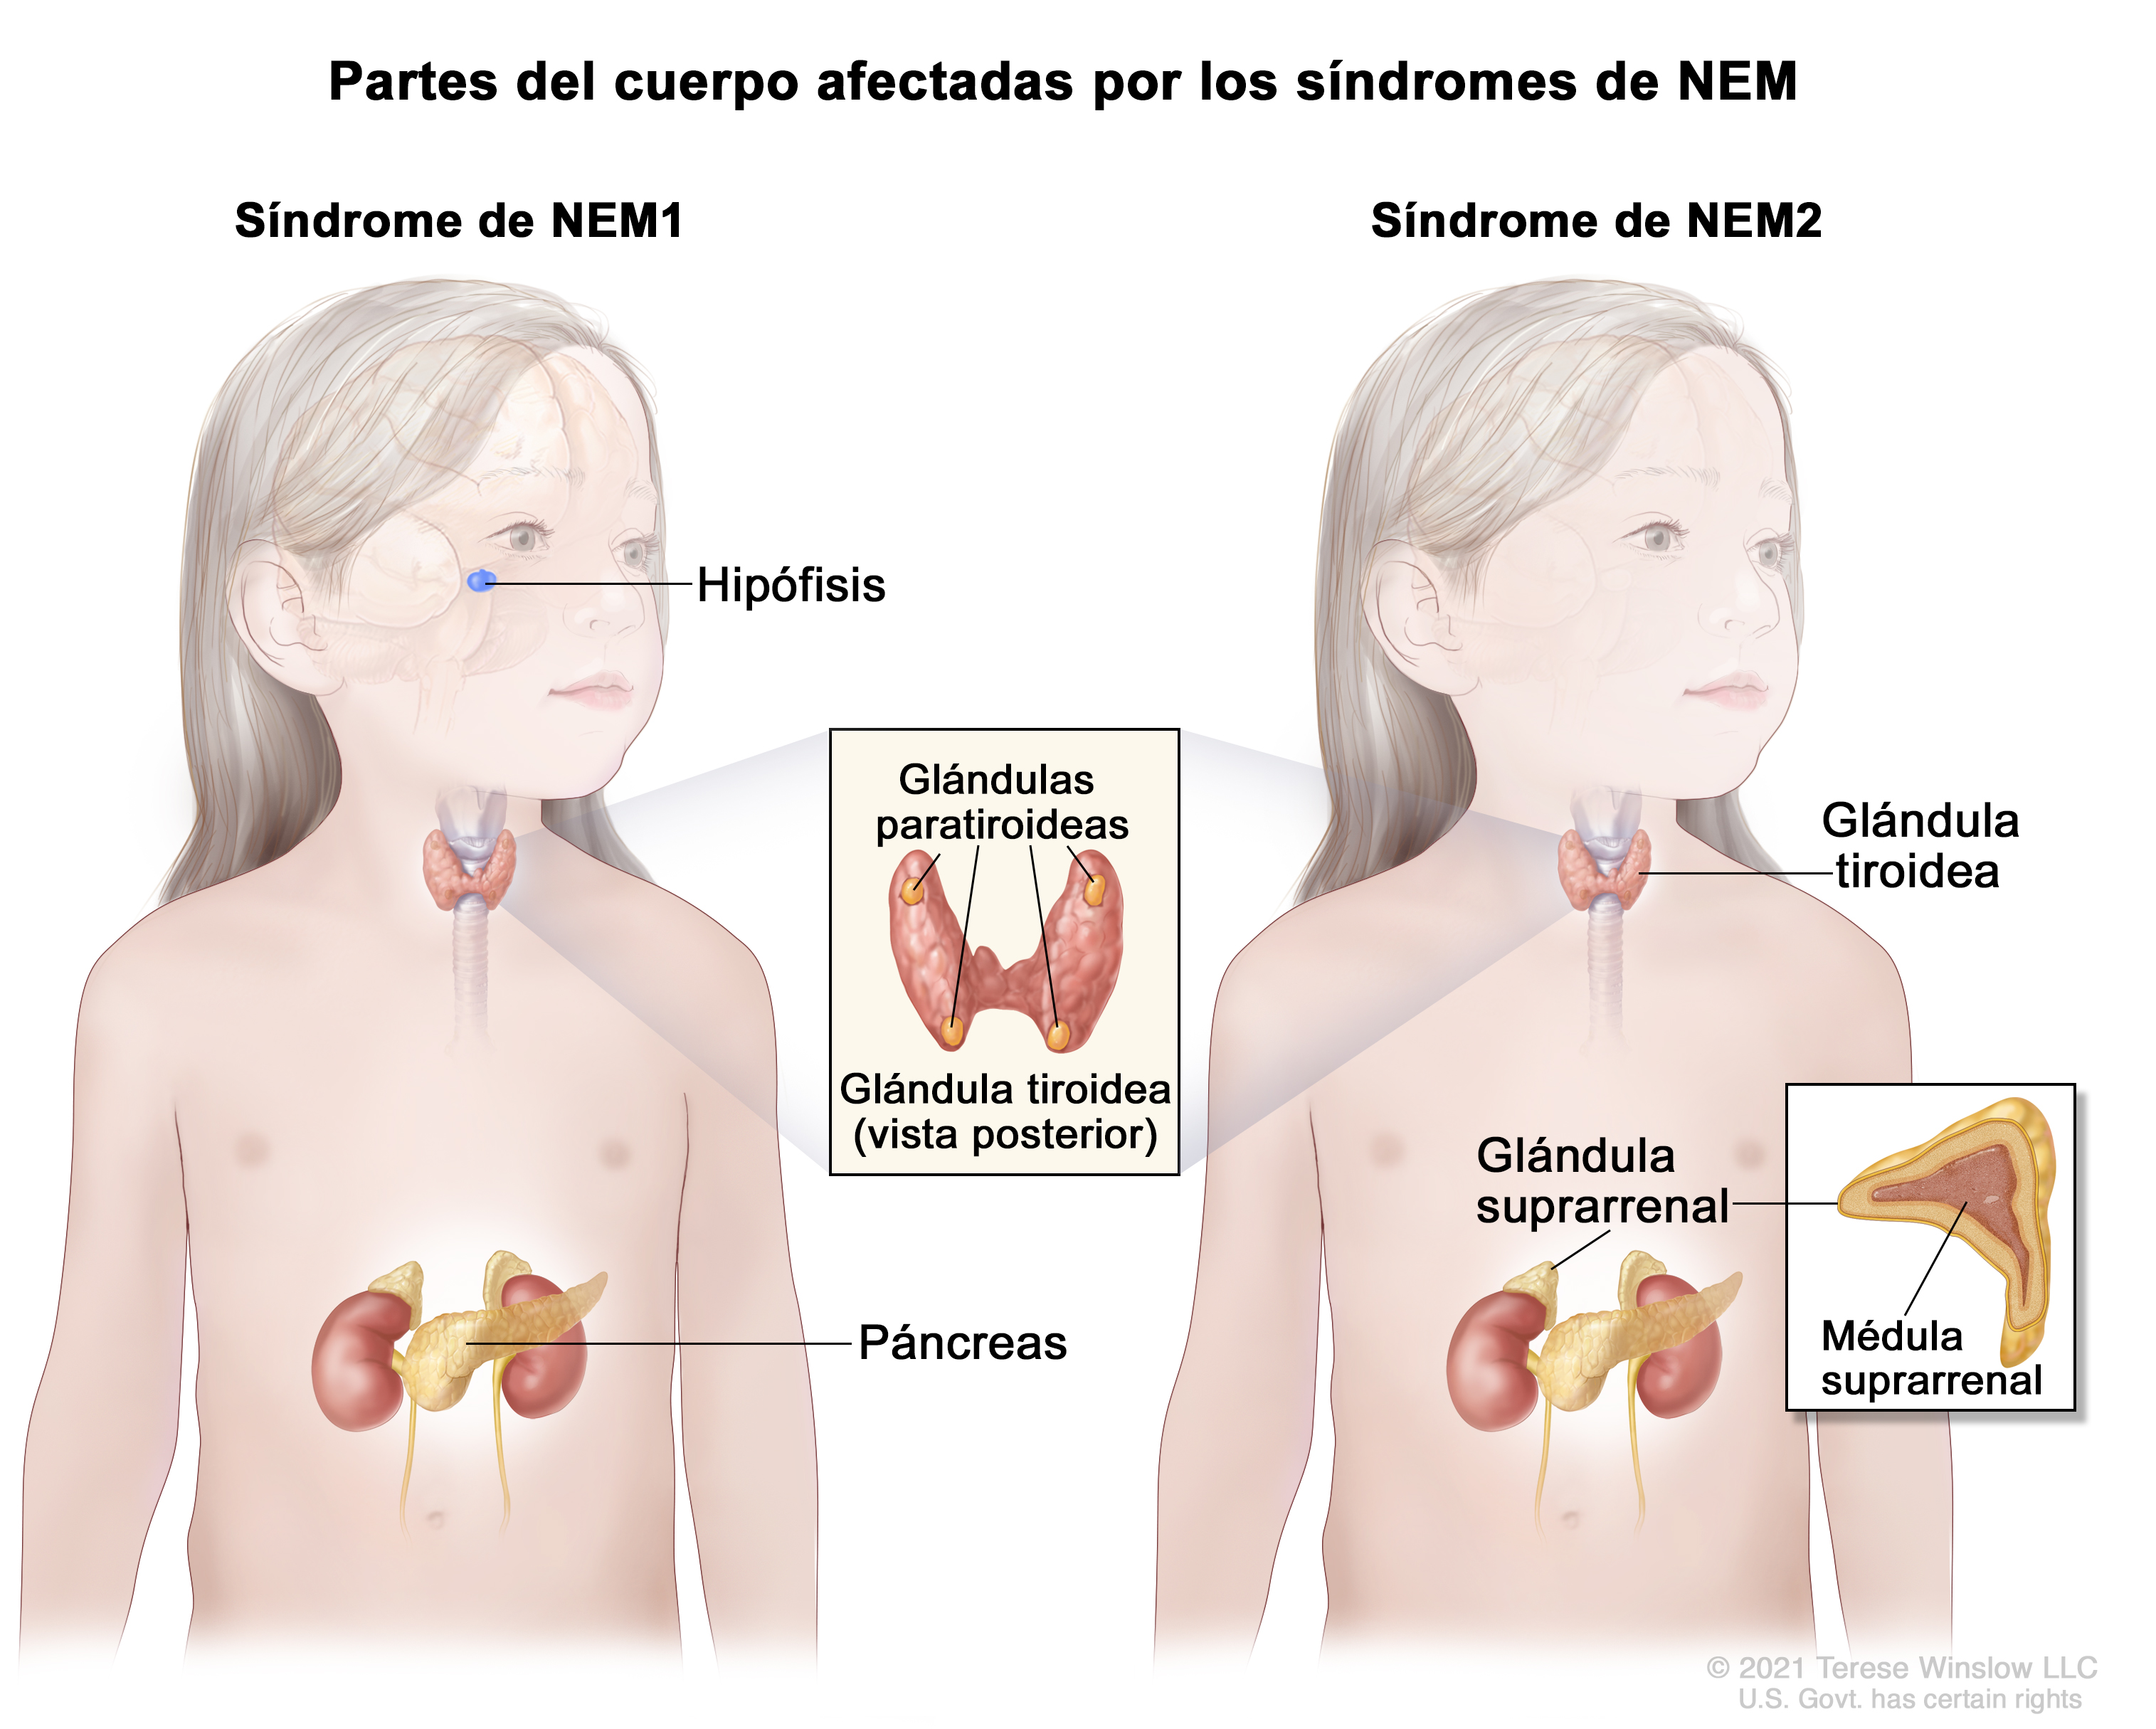 Partes del cuerpo afectadas por los síndromes de NEM
Síndrome de NEM1
Síndrome de NEM2
Hipófisis
Glándulas
paratiroideas
Glándula tiroidea
(vista posterior)
Glándula
tiroidea
Glándula
suprarrenal
Médula
suprarrenal
Páncreas
© 2021 Terese Winslow LLC
U.S. Govt. has certain rights